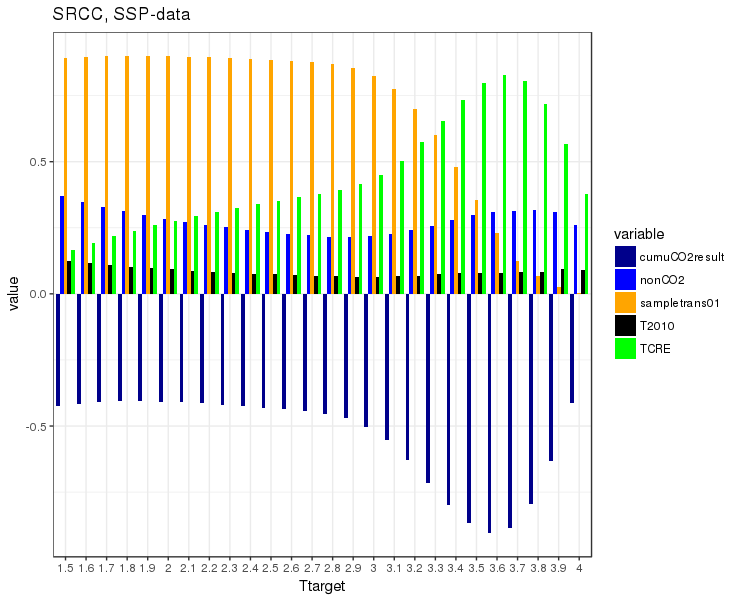 SRCC, SSP-data
value
0.5
0.0
-0.5
1.5 1.6 1.7 1.8 1.9 2 2.1 2.2 2.3 2.4 2.5 2.6 2.7 2.8 2.9 3 3.1 3.2 3.3 3.4 3.5 3.6 3.7 3.8 3.9 4
Ttarget
variable
cumuCO2result
nonCO2
sampletrans01
T2010
TCRE